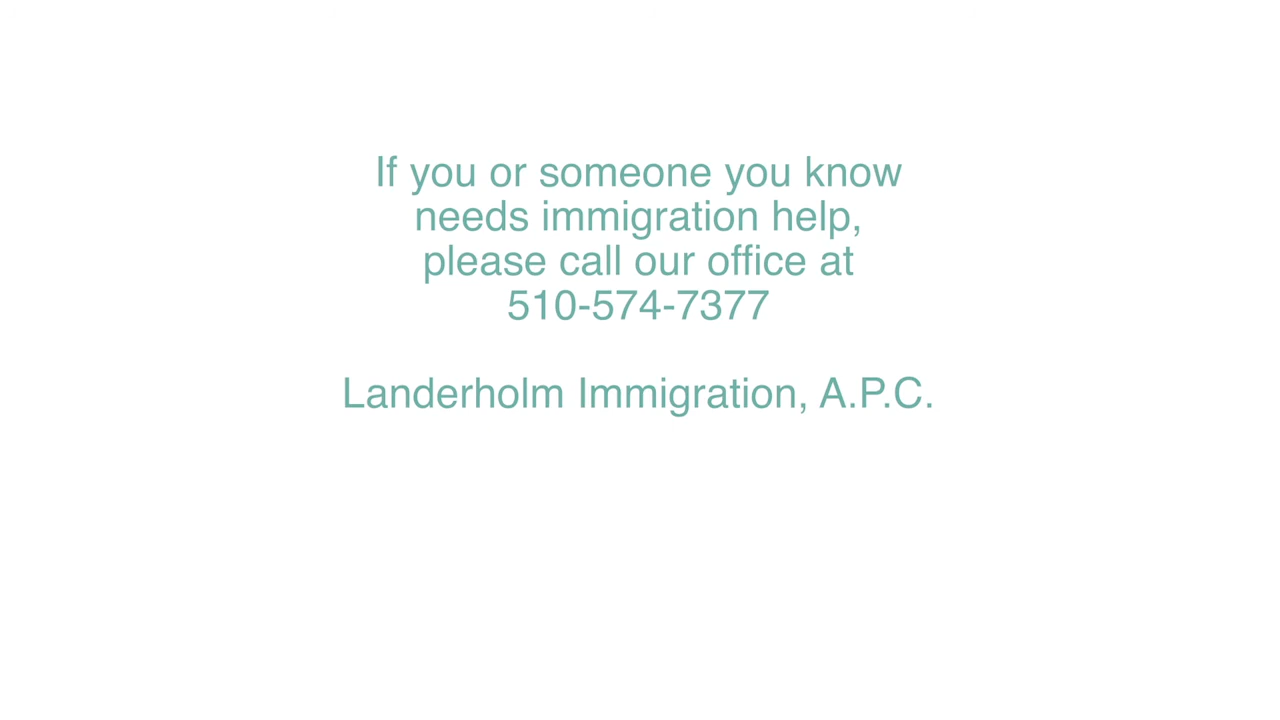 If you or someone you know
needs immigration help,
please call our office at
510-574-7377
Landerholm Immigration, A.P.C.